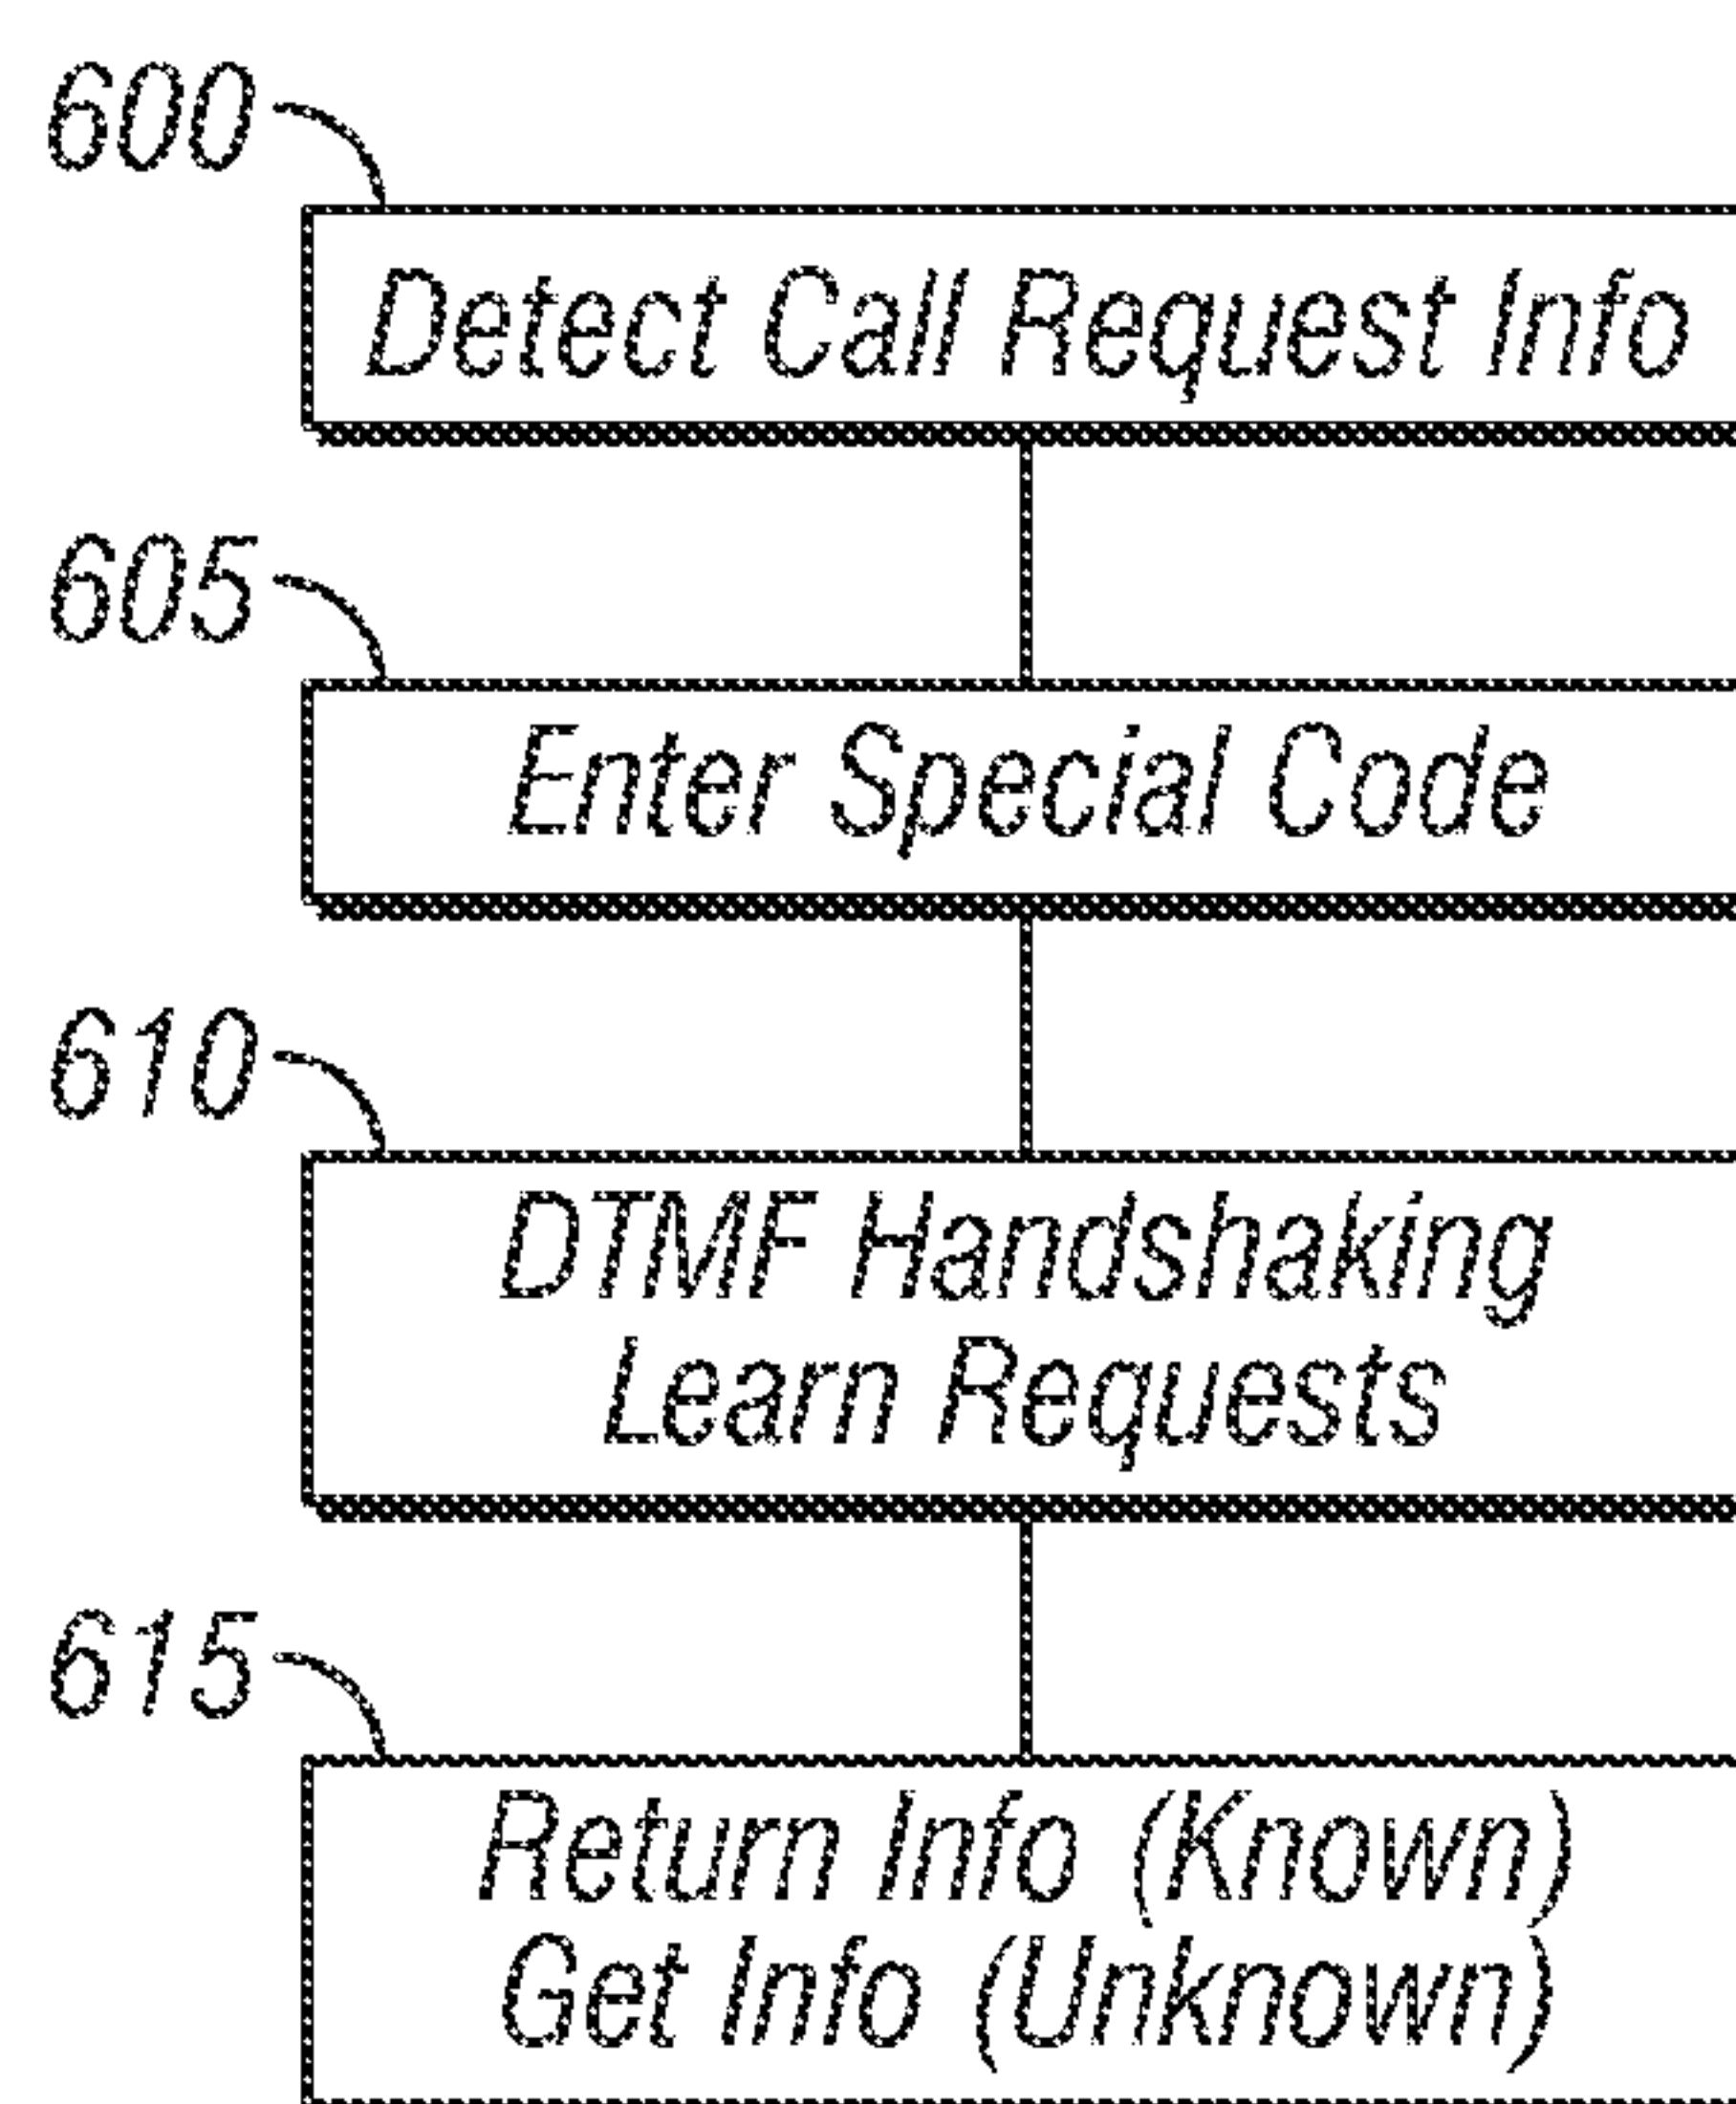 600
Detect Call Request Info
605
Enter Special Code
610
DTMF Handshaking
Learn Requests
615
Return Info (Known)
Get Info (Unknown)